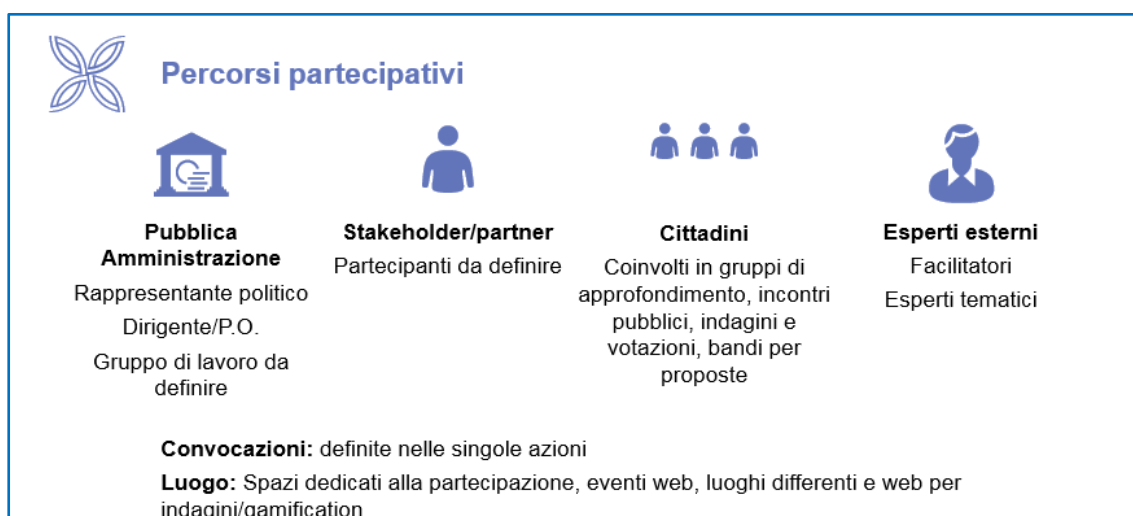 Percorsi partecipativi
Pubblica
Amministrazione
Rappresentante politico
Dirigente/P.O.
Gruppo di lavoro da
definire
Stakeholder/partner
Partecipanti da definire
Cittadini
Coinvolti in gruppi di
approfondimento, incontri
pubblici, indagini e
votazioni, bandi per
proposte
Esperti esterni
Facilitatori
Esperti tematici
Convocazioni: definite nelle singole azioni
Luogo: Spazi dedicati alla partecipazione, eventi web, luoghi differenti e web per
indagini/gamification